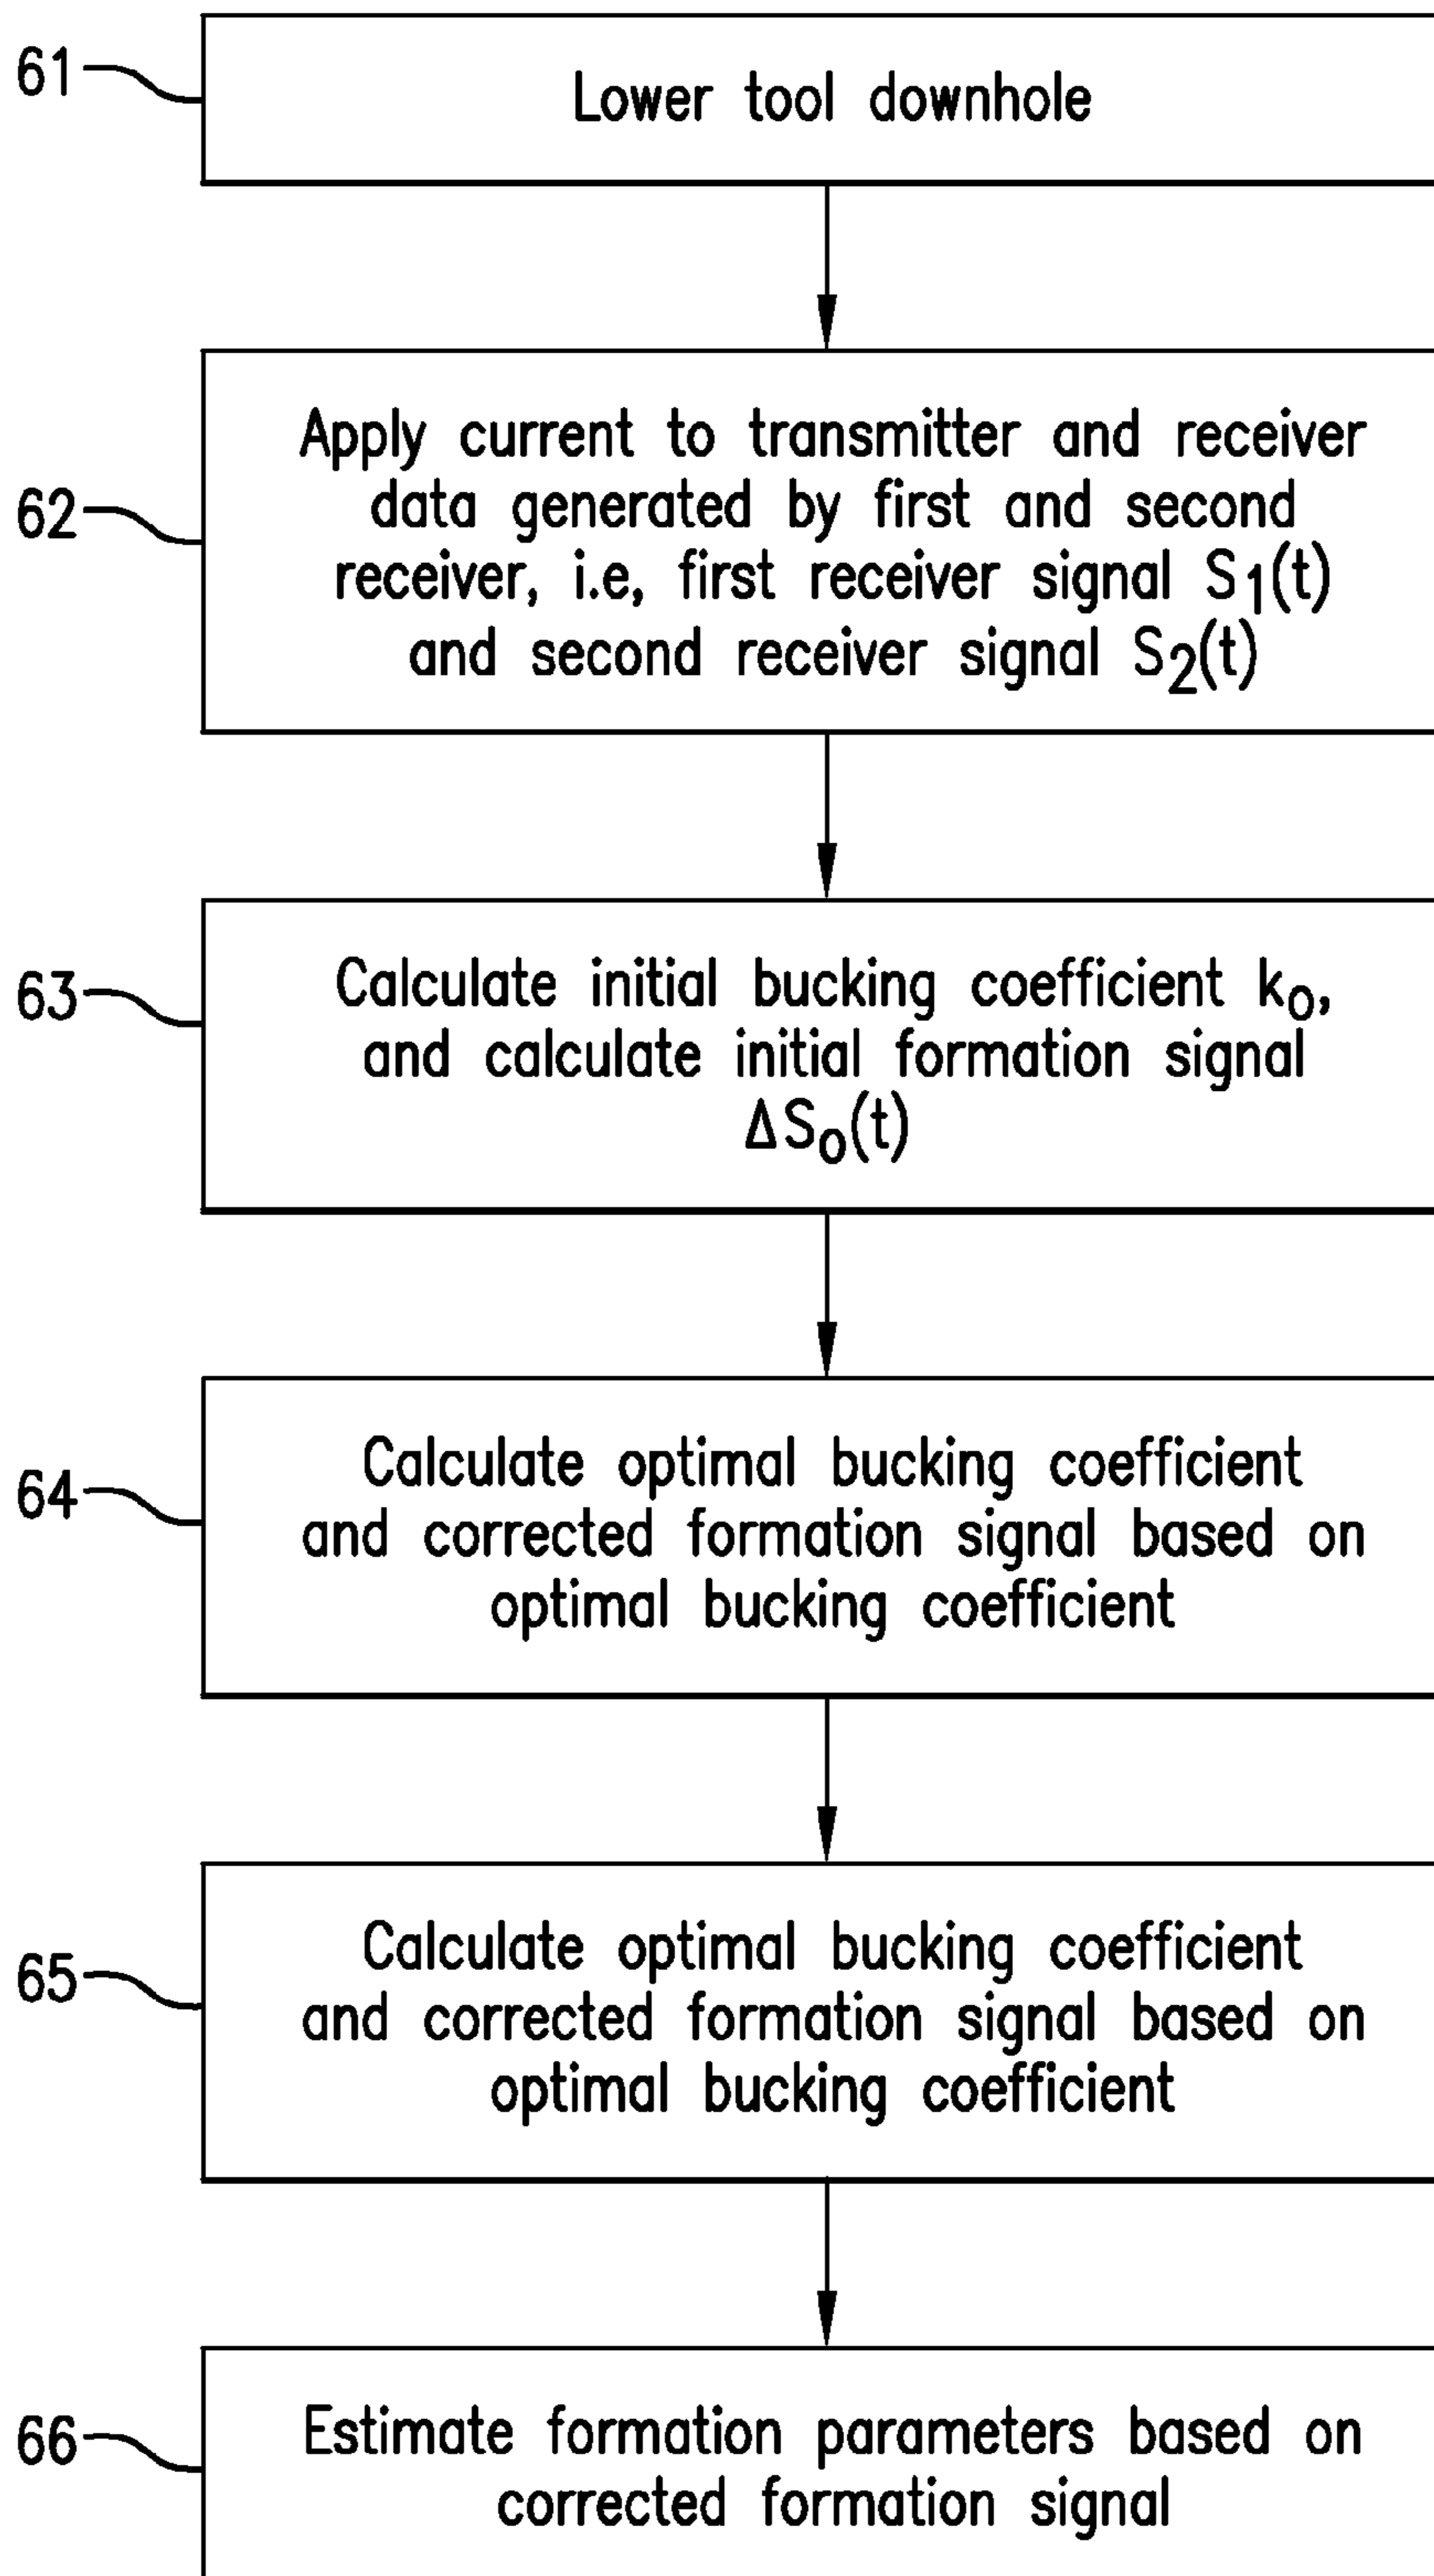 61
Lower tool downhole
62
Apply current to transmitter and receiver
data generated by first and second
receiver, i.e, first receiver signal S₁(t)
and second receiver signal S₂(t)
63
Calculate initial bucking coefficient k₀,
and calculate initial formation signal
ΔS₀(t)
64
Calculate optimal bucking coefficient
and corrected formation signal based on
optimal bucking coefficient
65
Calculate optimal bucking coefficient
and corrected formation signal based on
optimal bucking coefficient
66
Estimate formation parameters based on
corrected formation signal